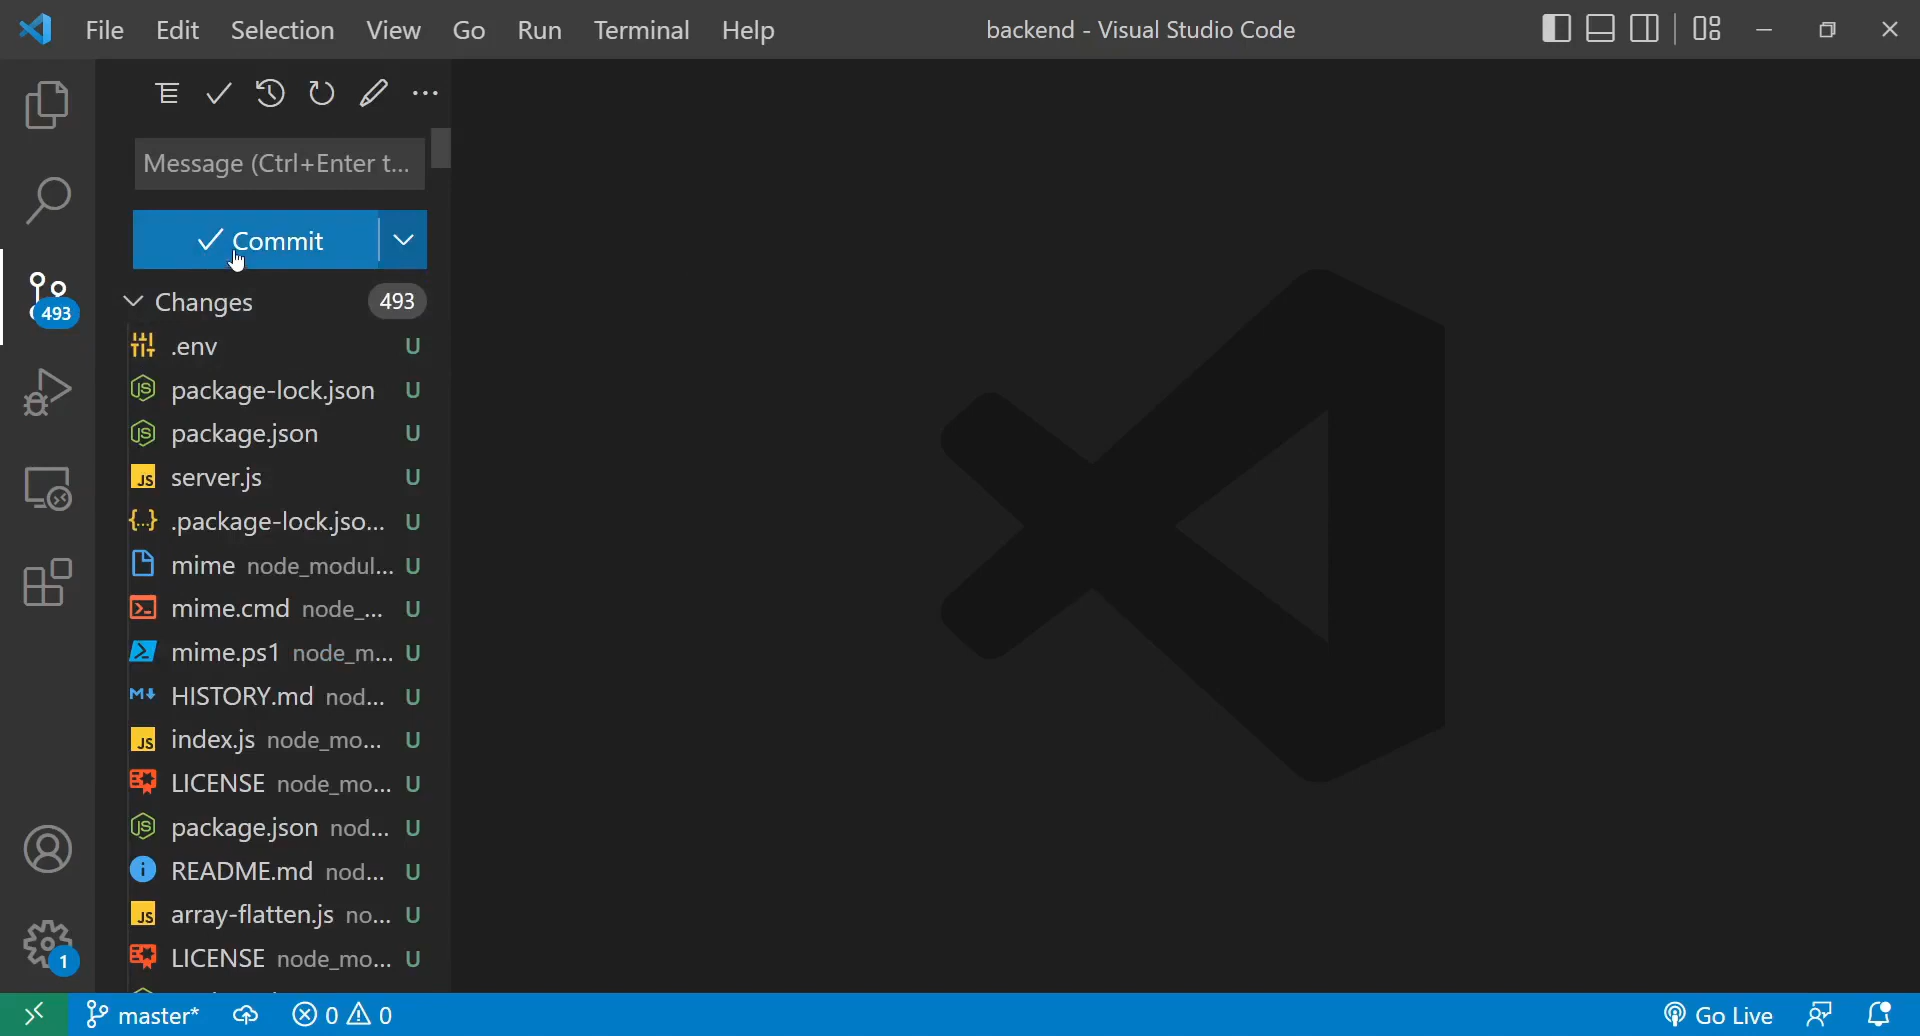 File Edit Selection View Go Run Terminal Help backend - Visual Studio Code
Message (Ctrl+Enter t...
Commit
493
Changes 493
.env U
package-lock.json U
package.json U
JS server.js U
{...} .package-lock.jso... U
mime node_modul... U
mime.cmd node_... U
mime.ps1 node_m... U
HISTORY.md nod... U
JS index.js node_mo... U
LICENSE node_mo... U
package.json nod... U
README.md nod... U
JS array-flatten.js no... U
LICENSE node_mo... U
1
master* 0 0 Go Live